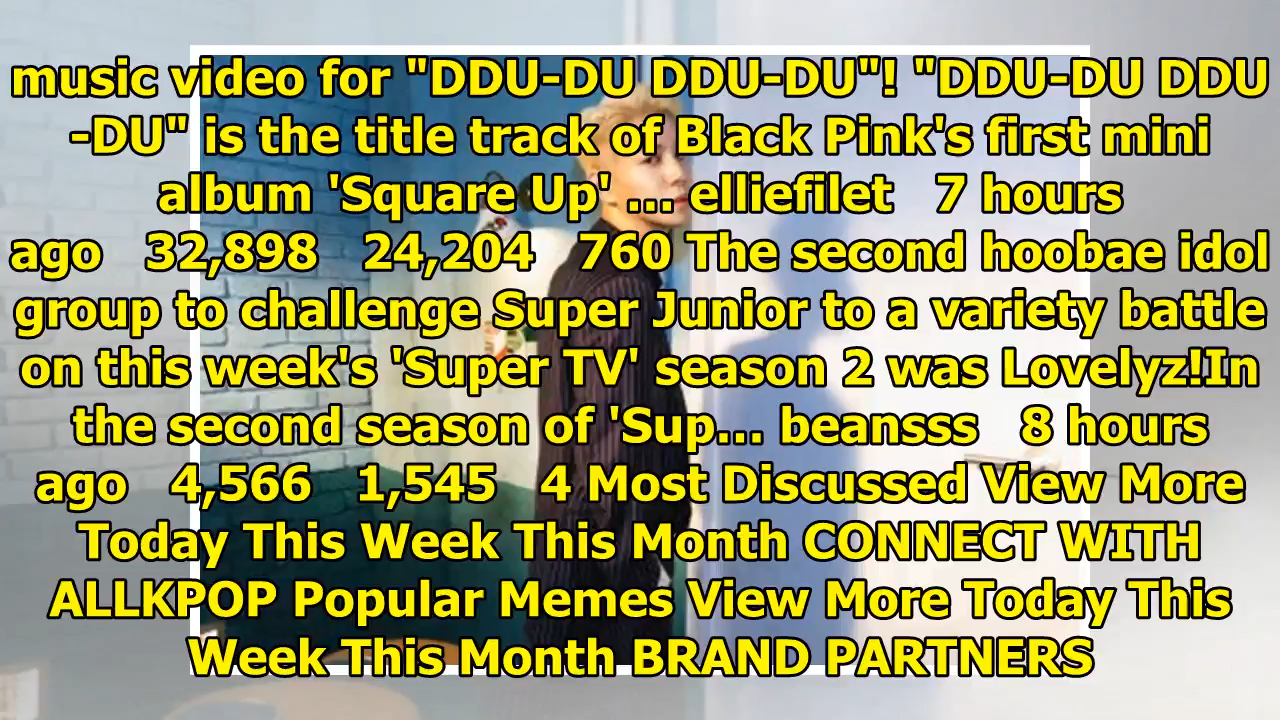 music video for "DDU-DU DDU-DU"! "DDU-DU DDU
-DU" is the title track of Black Pink's first mini
album 'Square Up' ... elliefilet 7 hours
ago 32,898 24,204 760 The second hoobae idol
group to challenge Super Junior to a variety battle
on this week's 'Super TV' season 2 was Lovelyz!In
the second season of 'Sup... beansss 8 hours
ago 4,566 1,545 4 Most Discussed View More
Today This Week This Month CONNECT WITH
ALLKPOP Popular Memes View More Today This
Week This Month BRAND PARTNERS